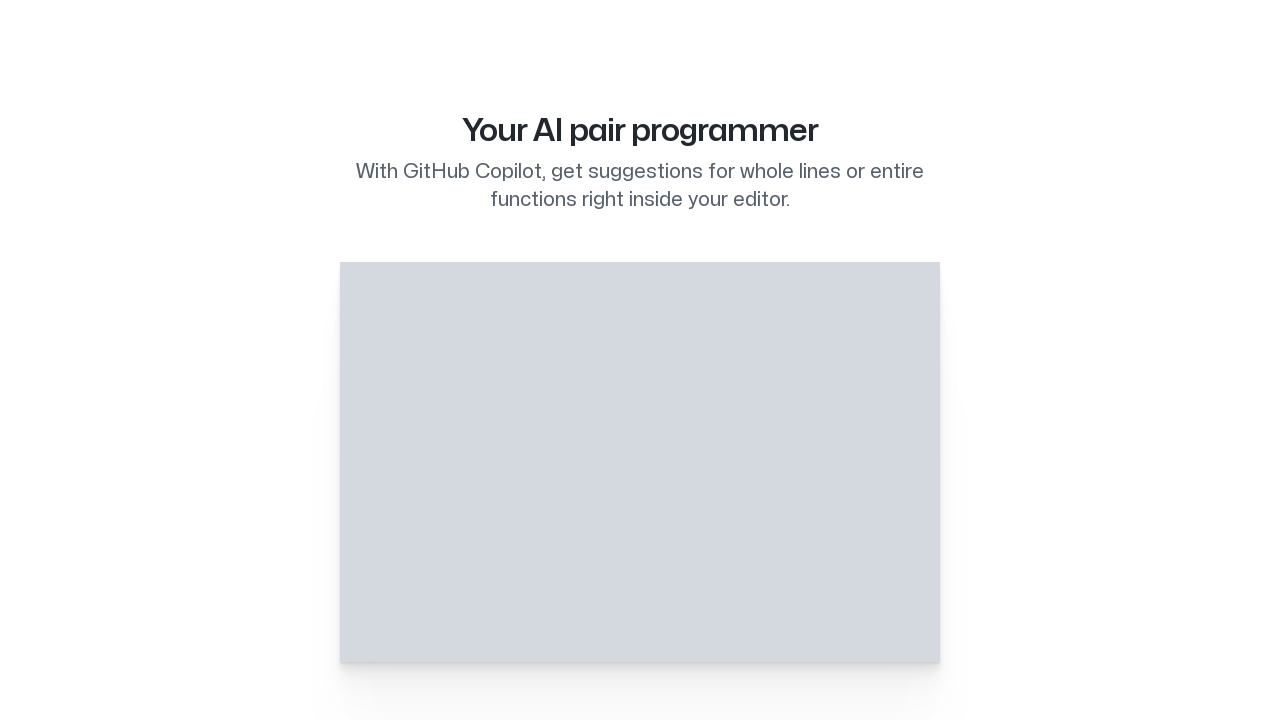 Your AI pair programmer
With GitHub Copilot, get suggestions for whole lines or entire
functions right inside your editor.